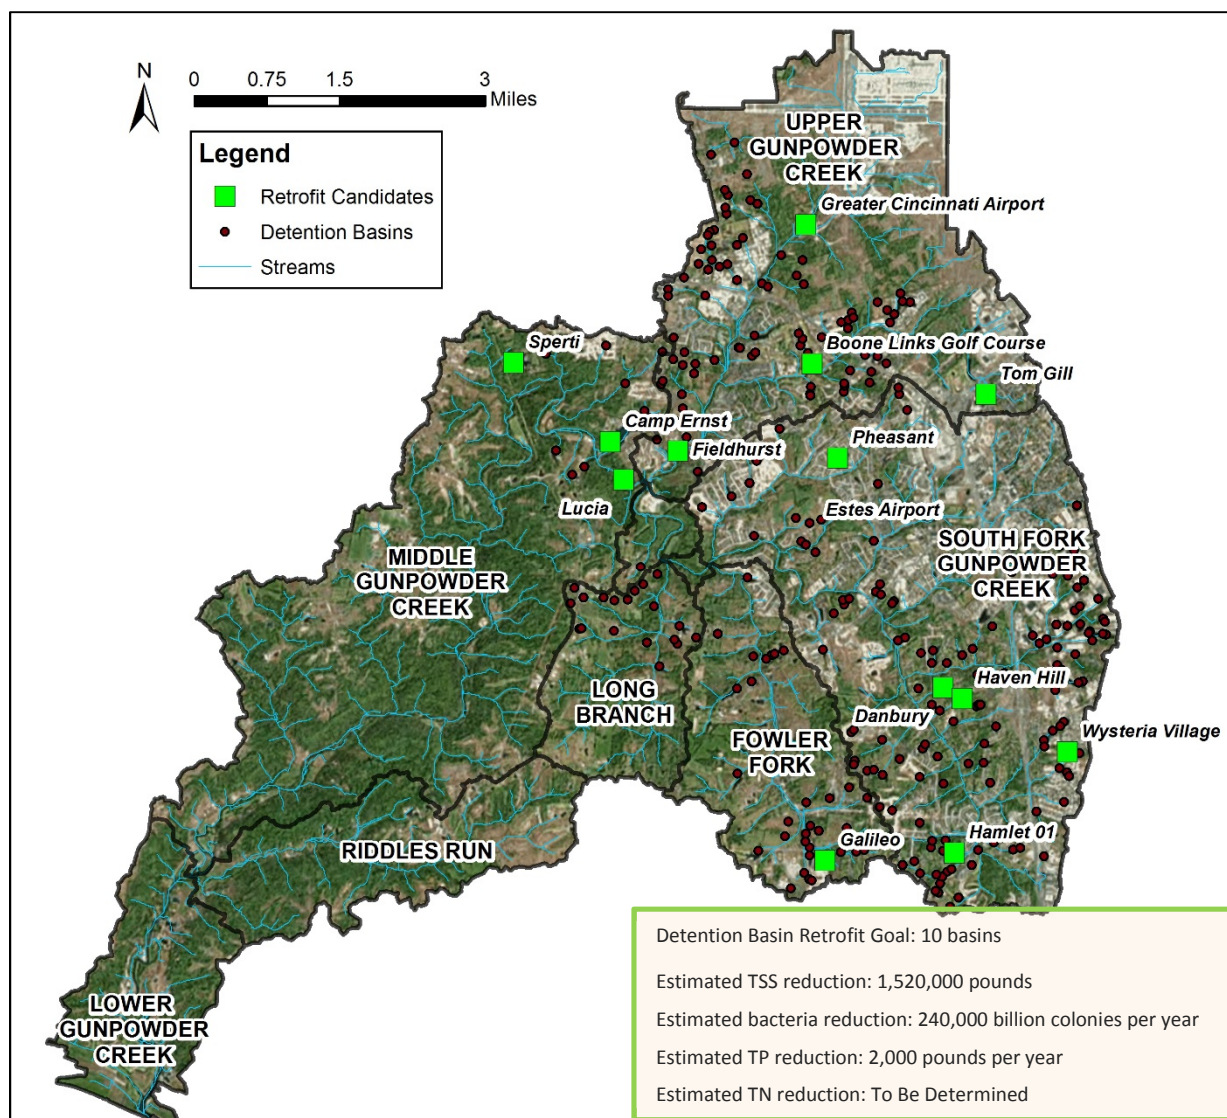 N
0 0.75 1.5 3
Miles
Legend
Retrofit Candidates
Detention Basins
Streams
UPPER
GUNPOWDER
CREEK
Greater Cincinnati Airport
Sperti
Boone Links Golf Course
Tom Gill
Camp Ernst
Fieldhurst
Pheasant
Lucia
Estes Airport
MIDDLE
GUNPOWDER
CREEK
SOUTH FORK
GUNPOWDER
CREEK
LONG
BRANCH
Haven Hill
Danbury
FOWLER
FORK
Wysteria Village
RIDDLES RUN
Galileo
Hamlet 01
LOWER
GUNPOWDER
CREEK
Detention Basin Retrofit Goal: 10 basins
Estimated TSS reduction: 1,520,000 pounds
Estimated bacteria reduction: 240,000 billion colonies per year
Estimated TP reduction: 2,000 pounds per year
Estimated TN reduction: To Be Determined